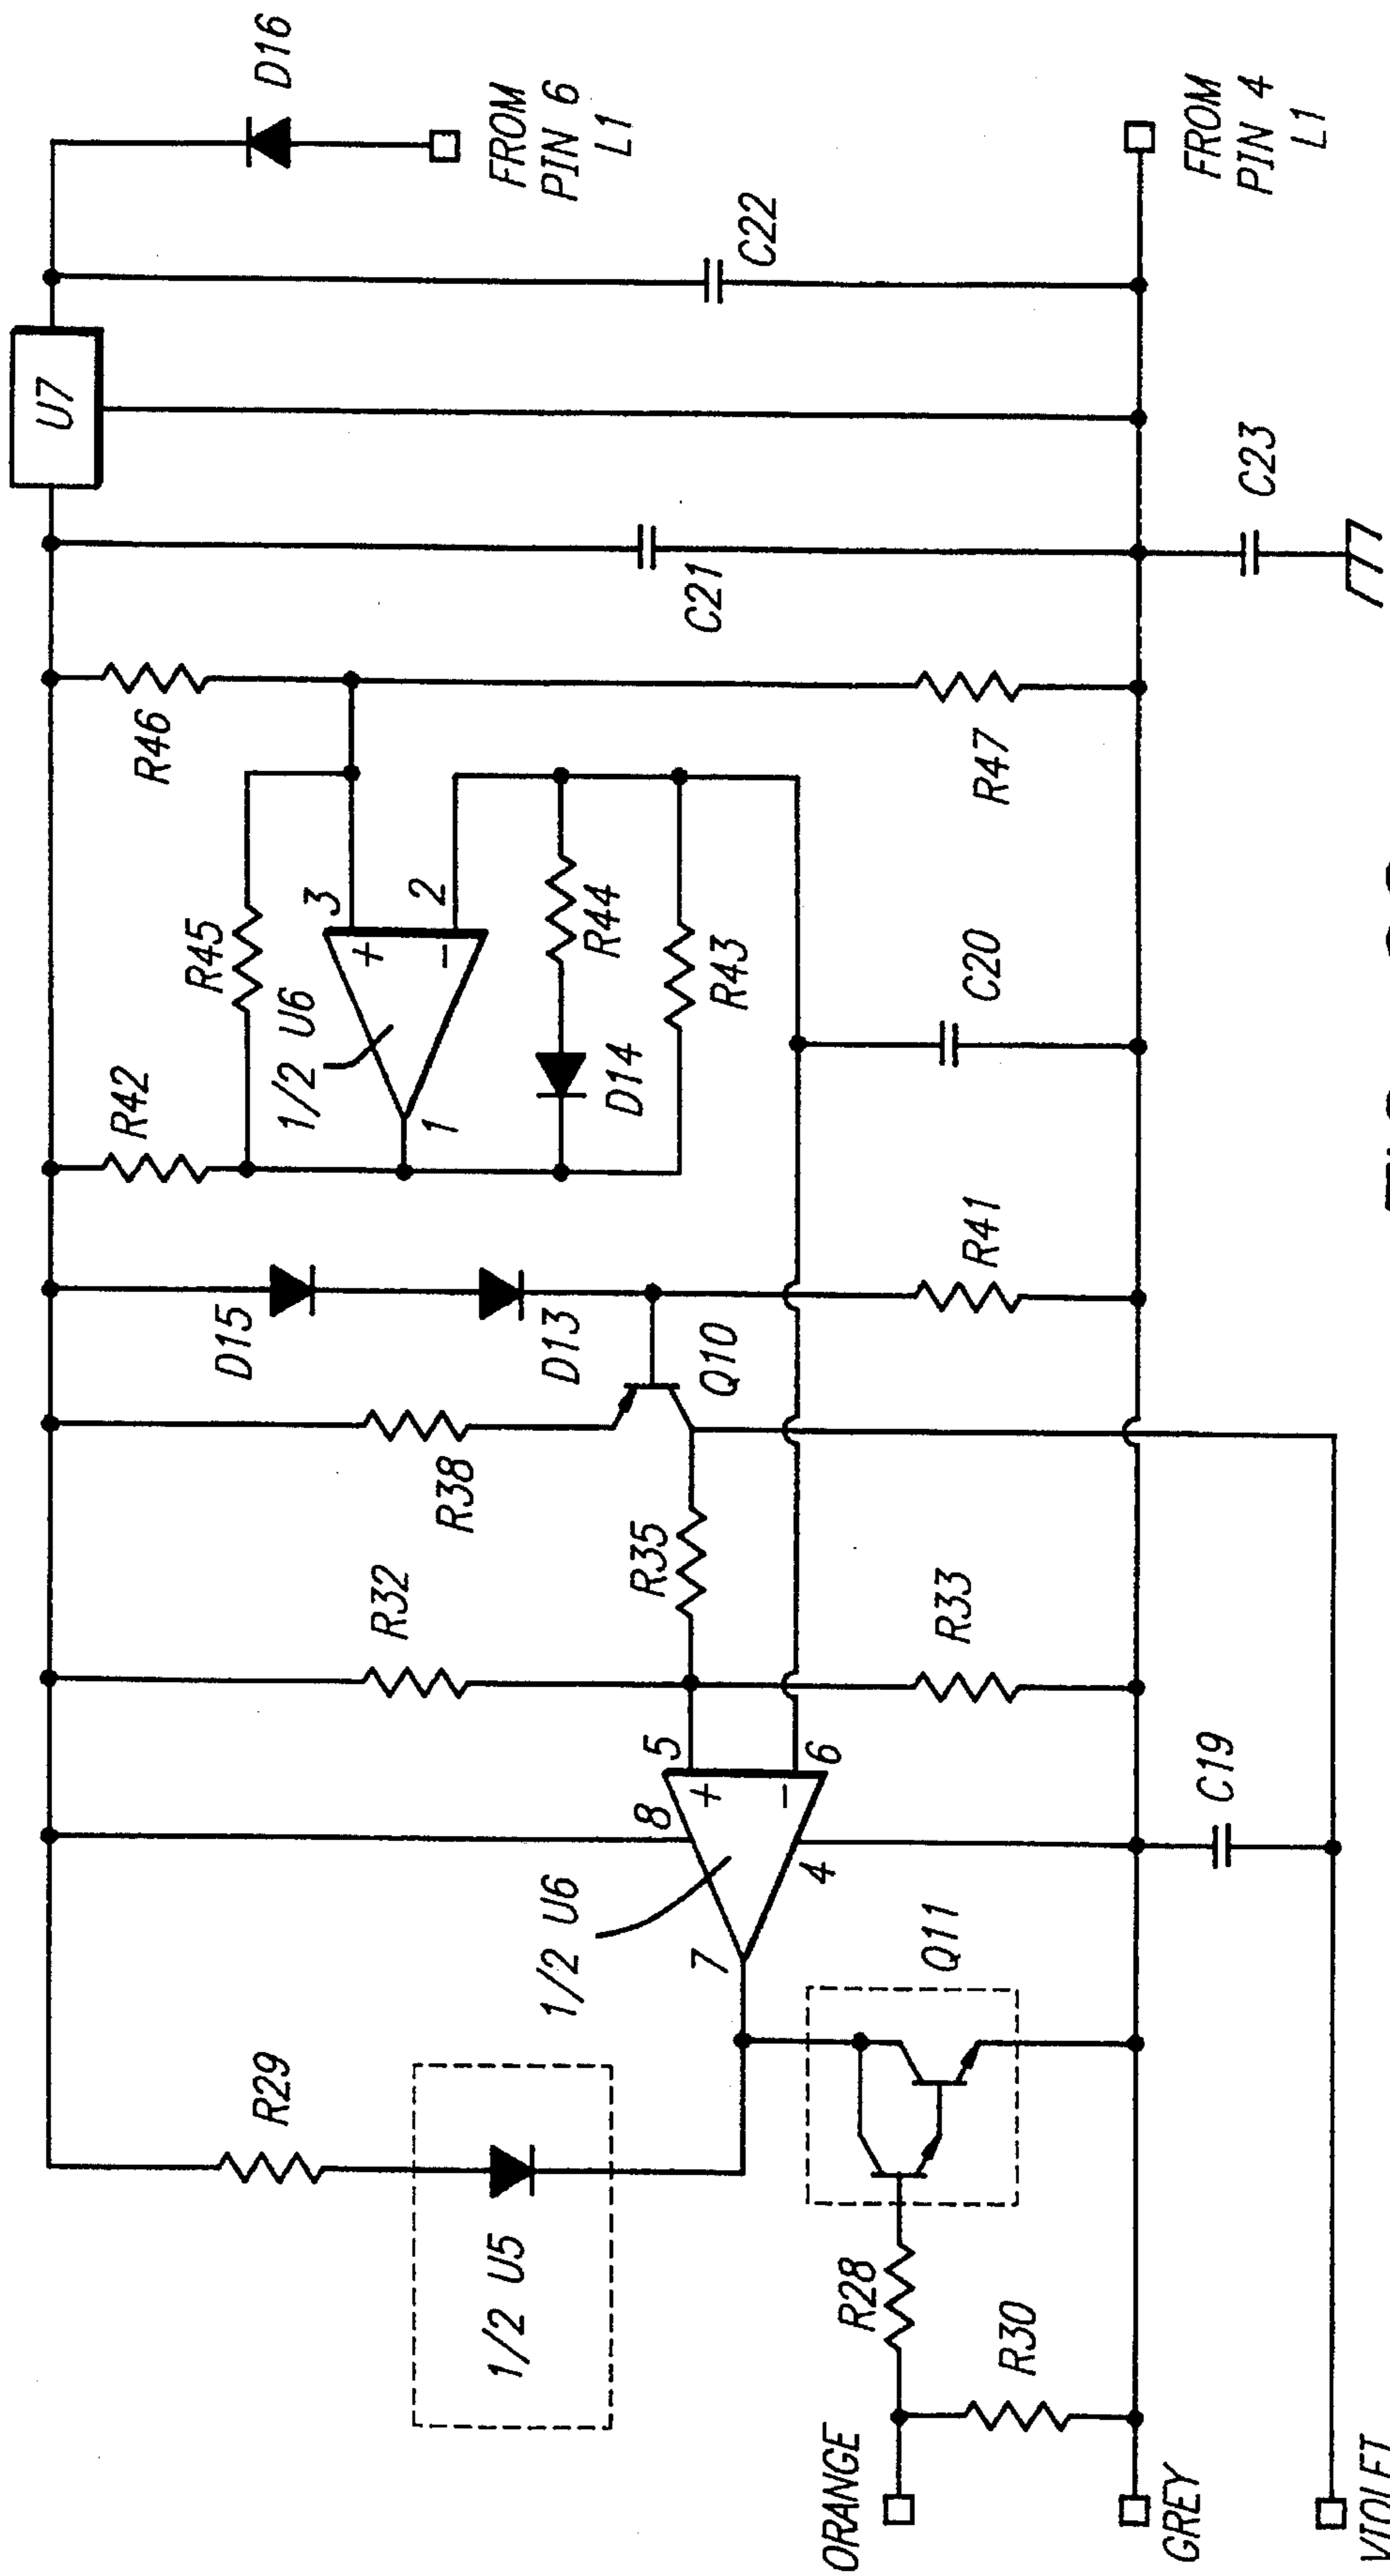 D16
FROM
PIN 6
L1
C22
FROM
PIN 4
L1
U7
C21
C23
R46
R47
R45
3
+
2
-
1/2 U6
1
R44
R43
D14
R42
C20
D15
D13
R41
Q10
R38
R35
R32
R33
5
+
6
-
8
4
7
1/2 U6
C19
Q11
R29
1/2 U5
R28
R30
ORANGE
GREY
VIOLET